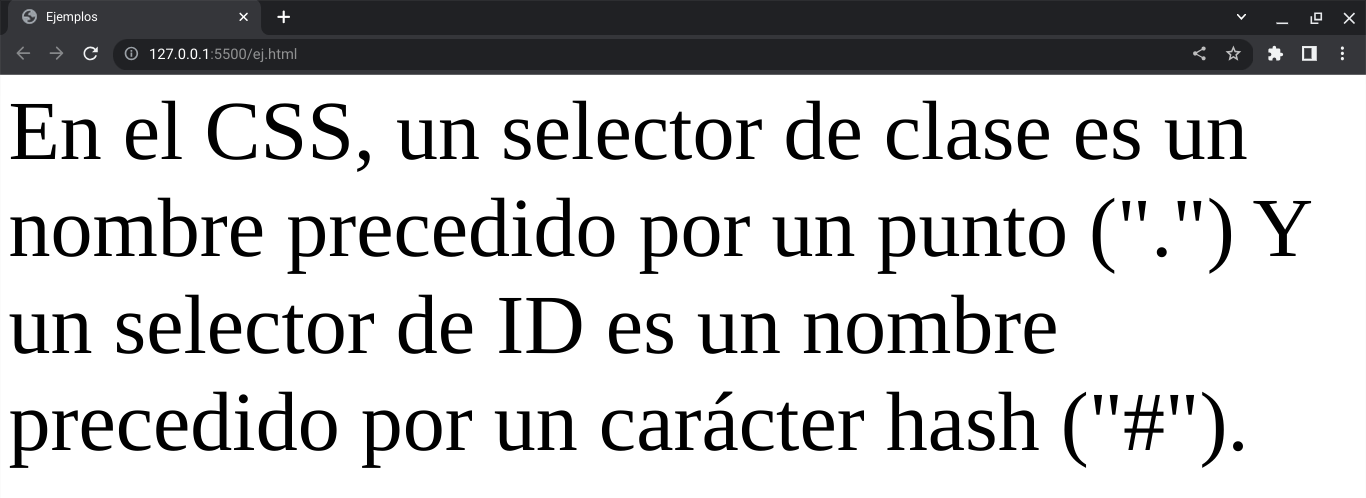 Ejemplos
127.0.0.1:5500/ej.html
En el CSS, un selector de clase es un
nombre precedido por un punto (".") Y
un selector de ID es un nombre
precedido por un carácter hash ("#").